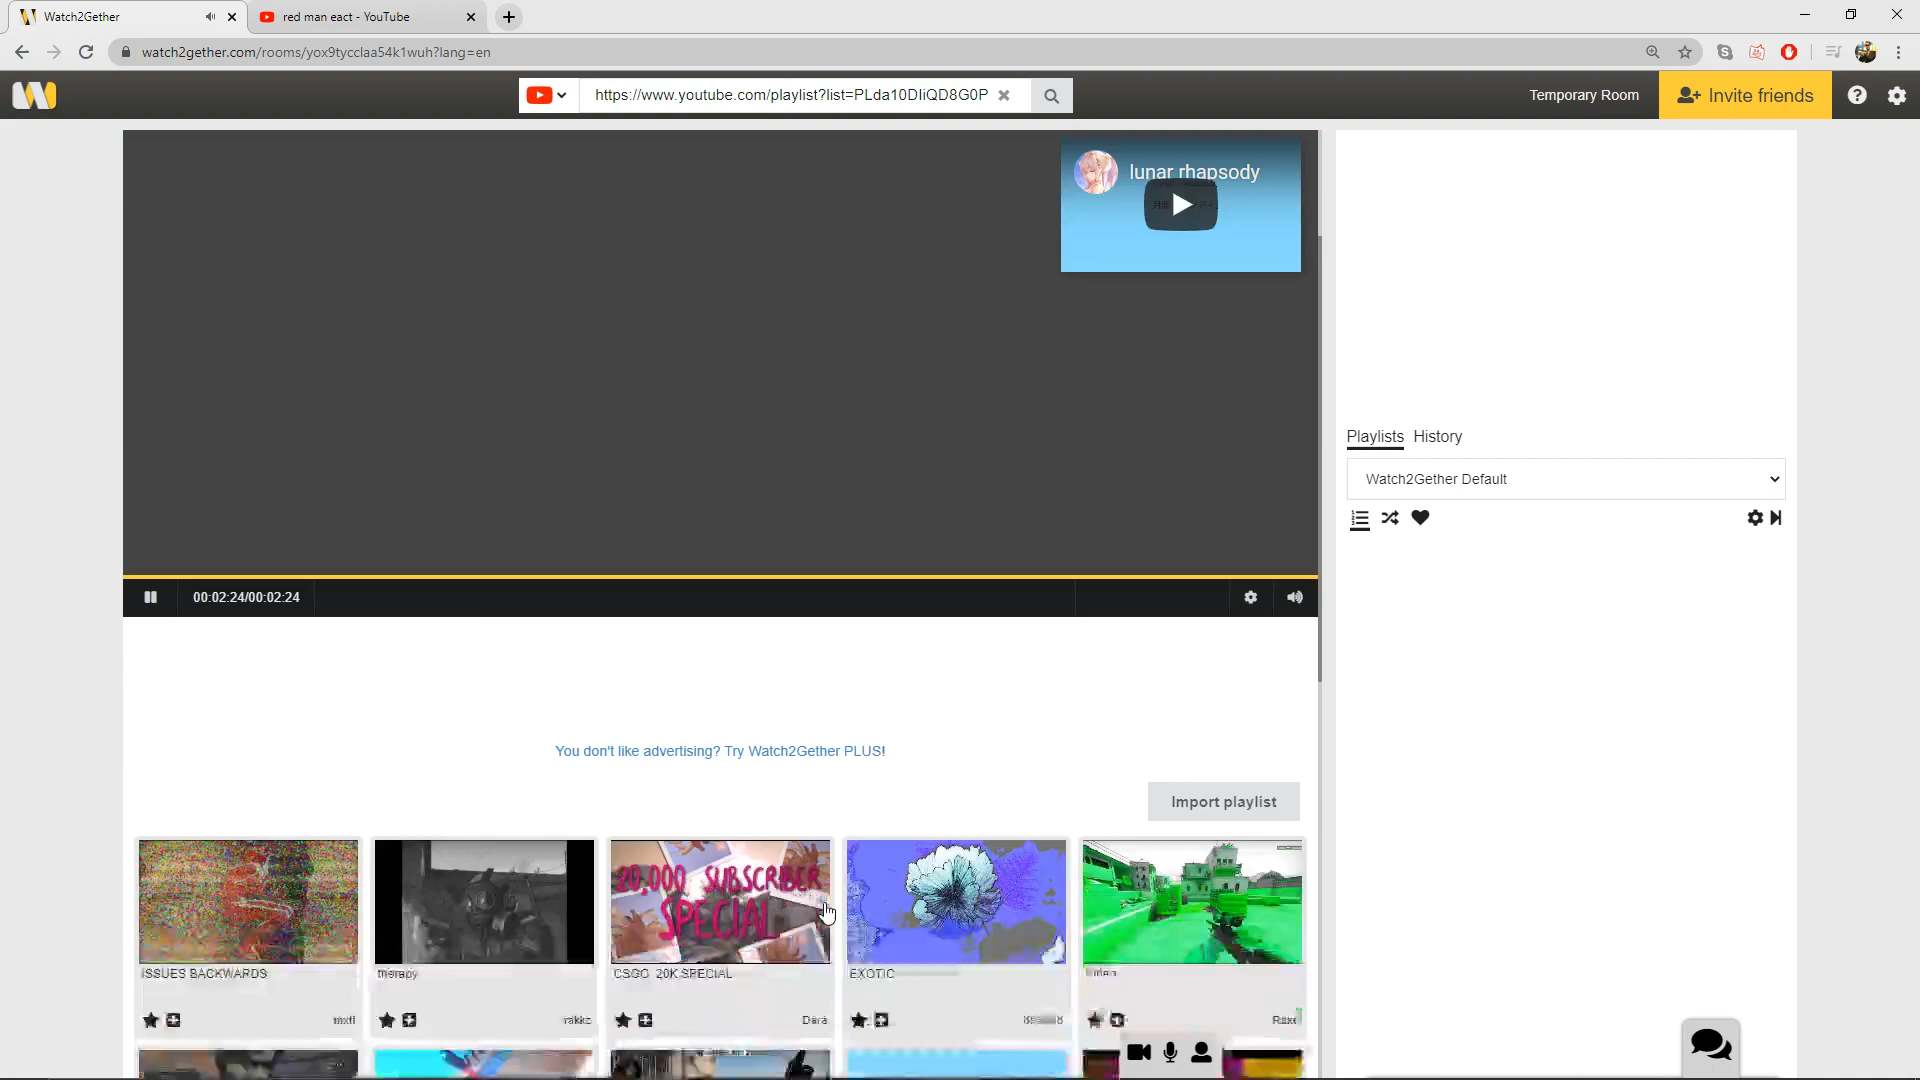 Watch2Gether
red man eact - YouTube
watch2gether.com/rooms/yox9tycclaa54k1wuh?lang=en
https://www.youtube.com/playlist?list=PLda10DIiQD8G0P
Temporary Room
Invite friends
lunar rhapsody
Playlists History
Watch2Gether Default
00:02:24/00:02:24
You don't like advertising? Try Watch2Gether PLUS!
Import playlist
20,000 SUBSCRIBER
SPECIAL
ISSUES BACKWARDS
therapy
CSGO 20K SPECIAL
EXOTIC
Dara